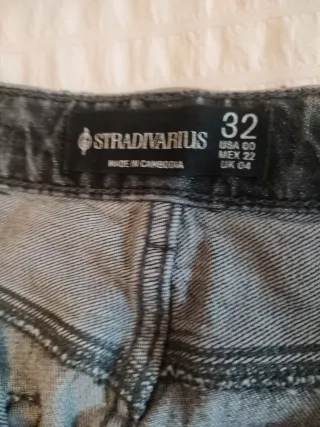 STRADIVARIUS
MADE IN CAMBODIA
32
USA 00
MEX 22
UK 04